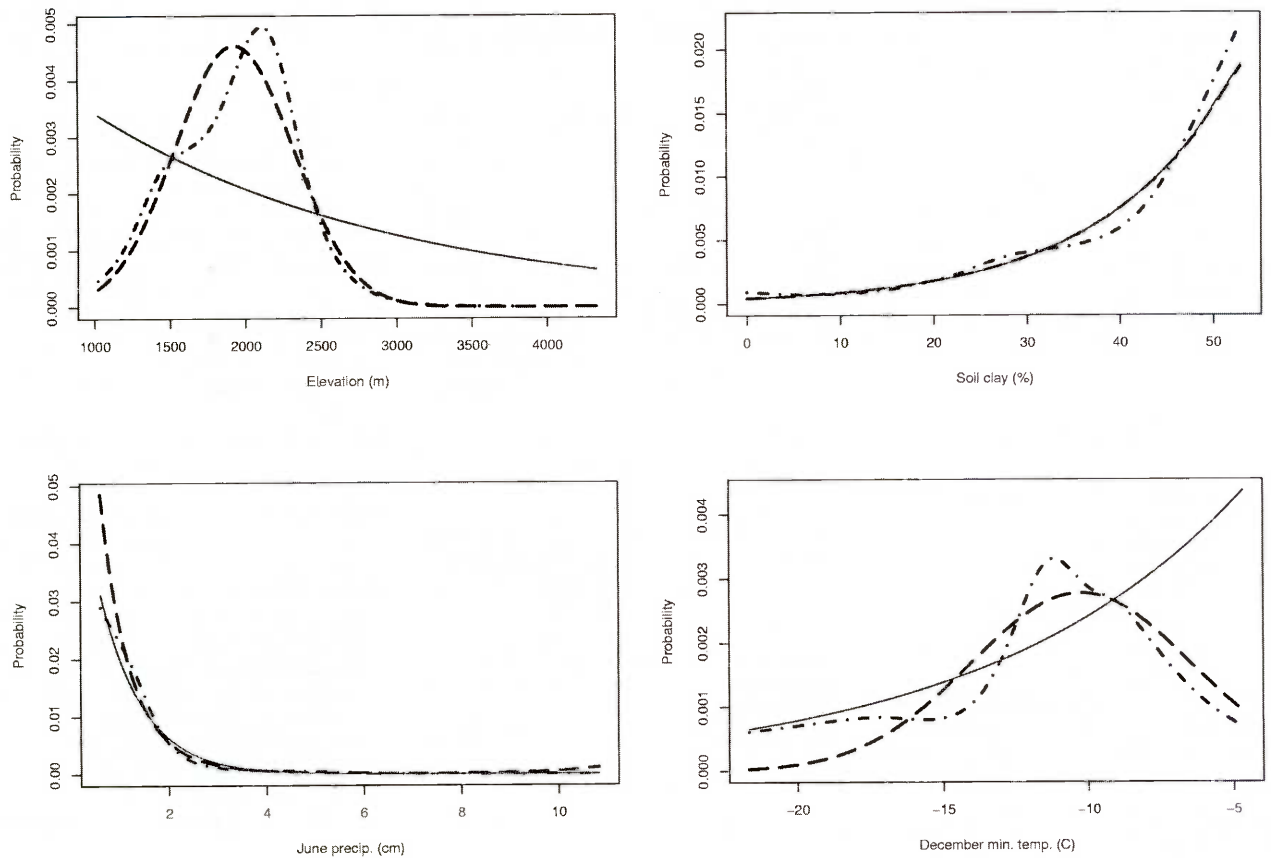 Probability
0.000 0.001 0.002 0.003 0.004 0.005
1000 1500 2000 2500 3000 3500 4000
Elevation (m)
Probability
0.000 0.005 0.010 0.015 0.020
0 10 20 30 40 50
Soil clay (%)
Probability
0.00 0.01 0.02 0.03 0.04 0.05
2 4 6 8 10
June precip. (cm)
Probability
0.000 0.001 0.002 0.003 0.004
-20 -15 -10 -5
December min. temp. (C)